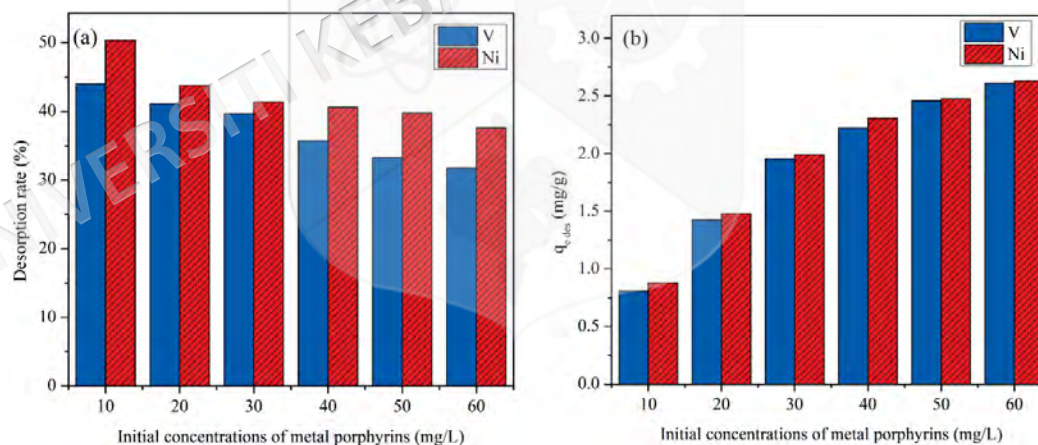 (a)
V
Ni
50
40
30
20
10
0
Desorption rate (%)
10 20 30 40 50 60
Initial concentrations of metal porphyrins (mg/L)
(b)
V
Ni
3.0
2.5
2.0
1.5
1.0
0.5
0.0
q e des (mg/g)
10 20 30 40 50 60
Initial concentrations of metal porphyrins (mg/L)